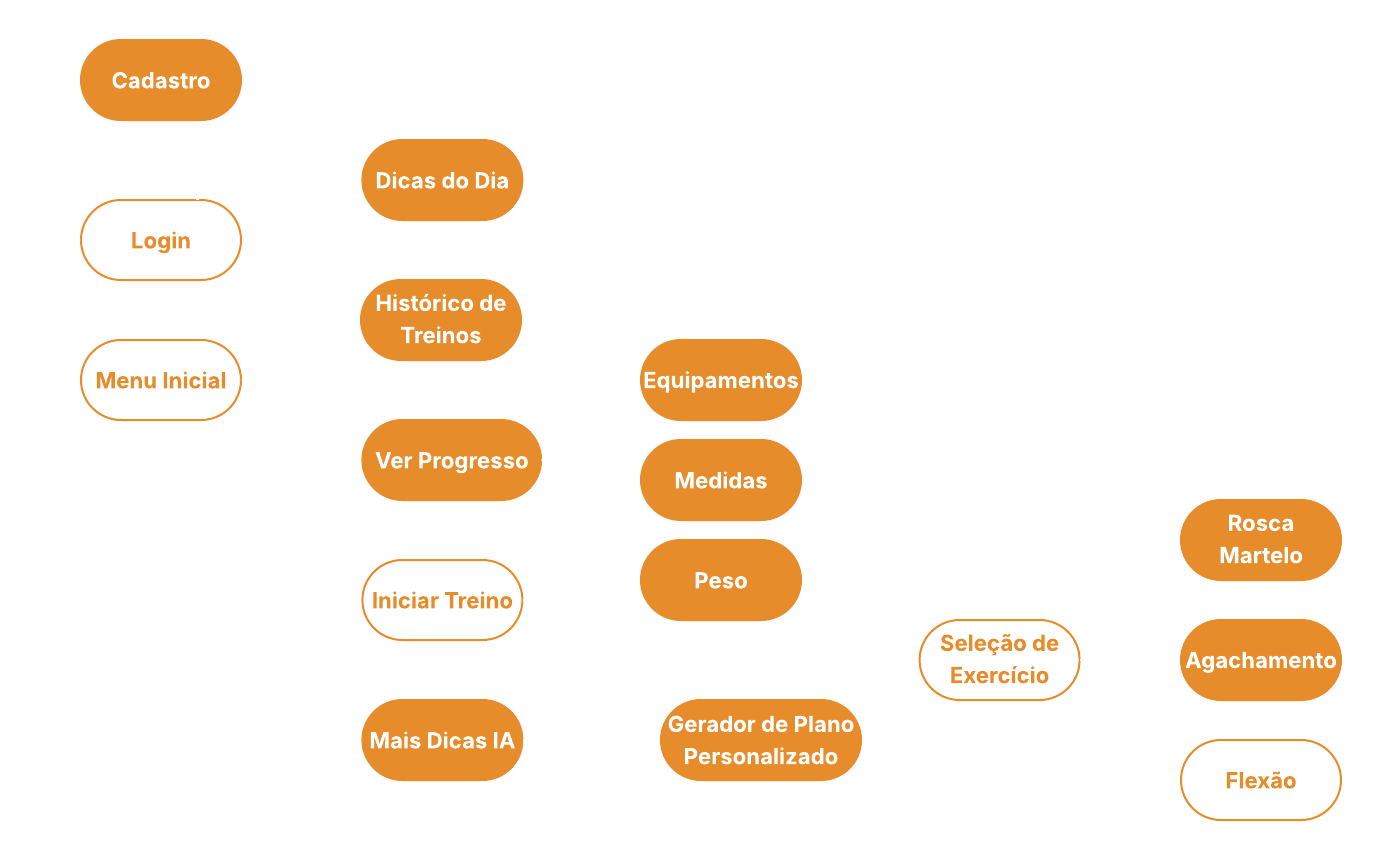 Cadastro
Login
Menu Inicial
Dicas do Dia
Histórico de
Treinos
Ver Progresso
Iniciar Treino
Mais Dicas IA
Equipamentos
Medidas
Peso
Gerador de Plano
Personalizado
Seleção de
Exercício
Rosca
Martelo
Agachamento
Flexão